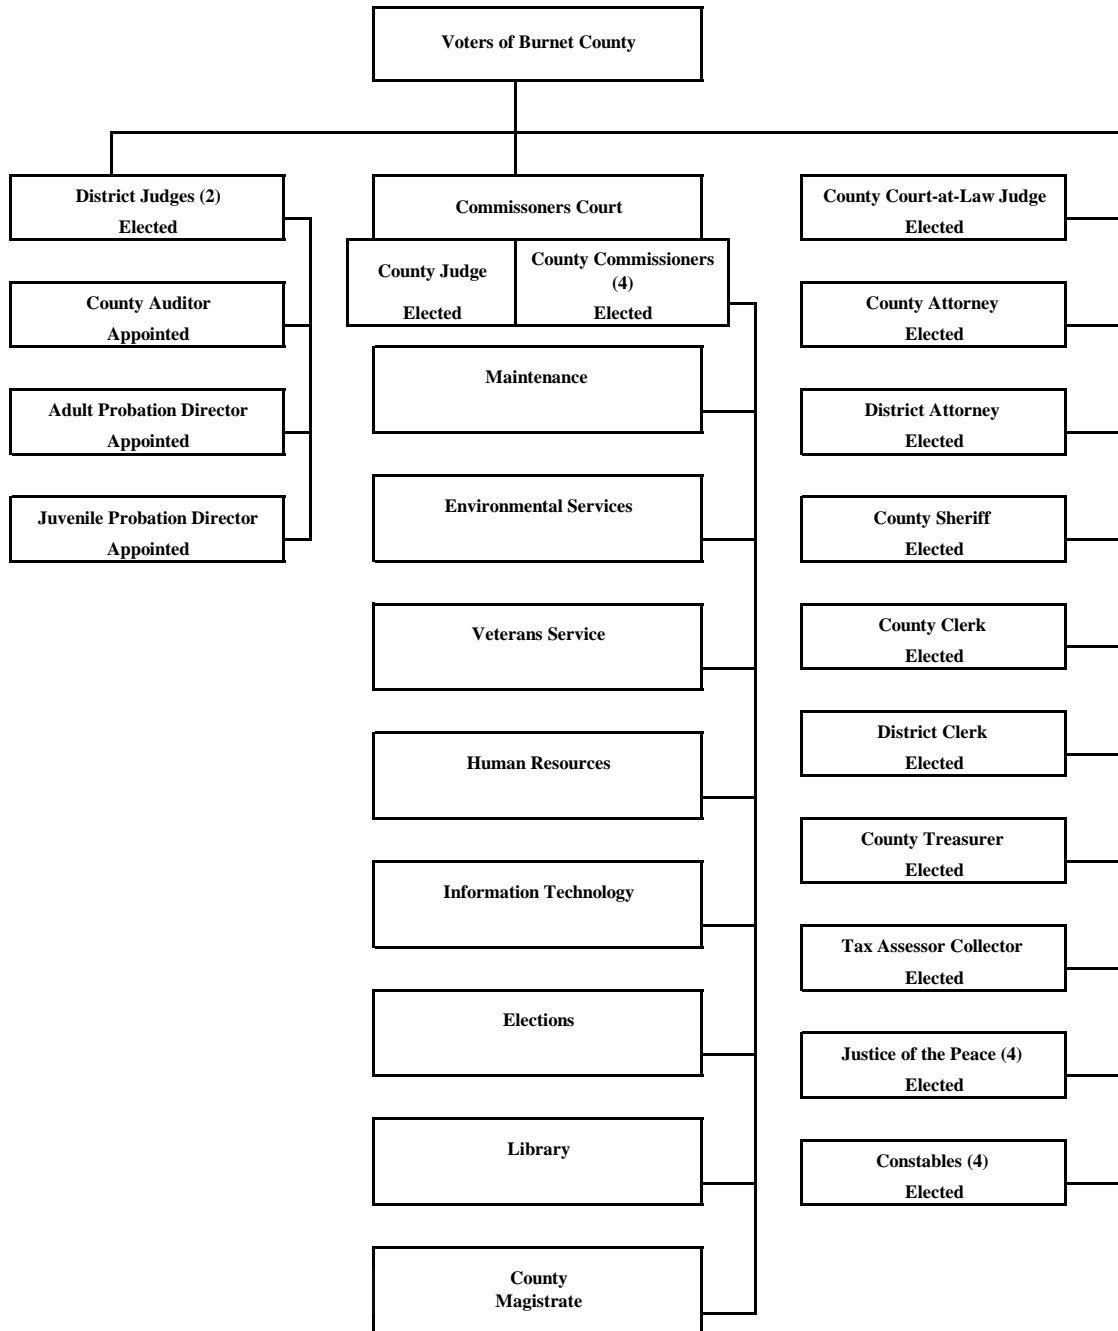 Voters of Burnet County
District Judges (2)
Elected
County Auditor
Appointed
Adult Probation Director
Appointed
Juvenile Probation Director
Appointed
Commissoners Court
County Judge
Elected
County Commissioners
(4)
Elected
Maintenance
Environmental Services
Veterans Service
Human Resources
Information Technology
Elections
Library
County
Magistrate
County Court-at-Law Judge
Elected
County Attorney
Elected
District Attorney
Elected
County Sheriff
Elected
County Clerk
Elected
District Clerk
Elected
County Treasurer
Elected
Tax Assessor Collector
Elected
Justice of the Peace (4)
Elected
Constables (4)
Elected